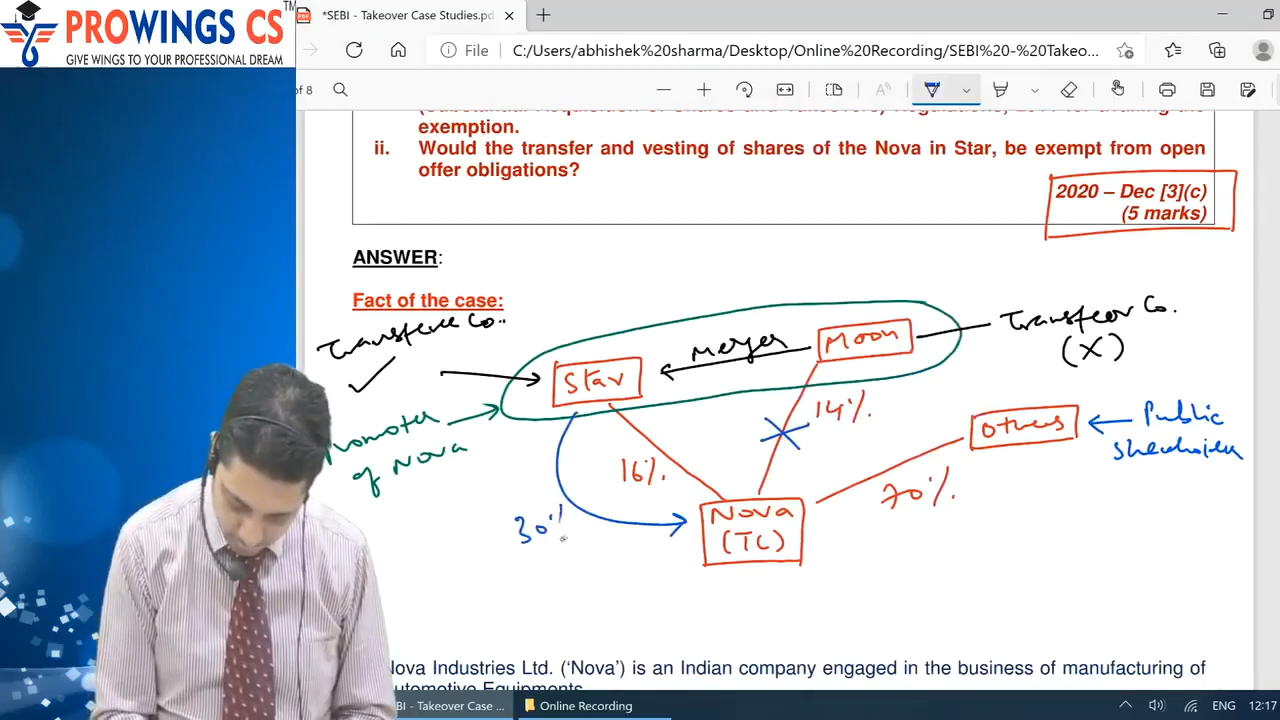 PROWINGS CS™
GIVE WINGS TO YOUR PROFESSIONAL DREAM
*SEBI - Takeover Case Studies.pd
File
C:/Users/abhishek%20sharma/Desktop/Online%20Recording/SEBI%20-%20Takeo...
of 8
exemption.
ii. Would the transfer and vesting of shares of the Nova in Star, be exempt from open
offer obligations?
2020 – Dec [3](c)
(5 marks)
ANSWER:
Fact of the case:
Transferee Co..
Star
Merger
Moon
Transferor Co.
(X)
Promoter
of Nova
16%.
14%.
Others
Public
Shareholder
70%.
30%
Nova
(TC)
Nova Industries Ltd. ('Nova') is an Indian company engaged in the business of manufacturing of
utomotive Equipments
BI - Takeover Case ...
Online Recording
ENG
12:17